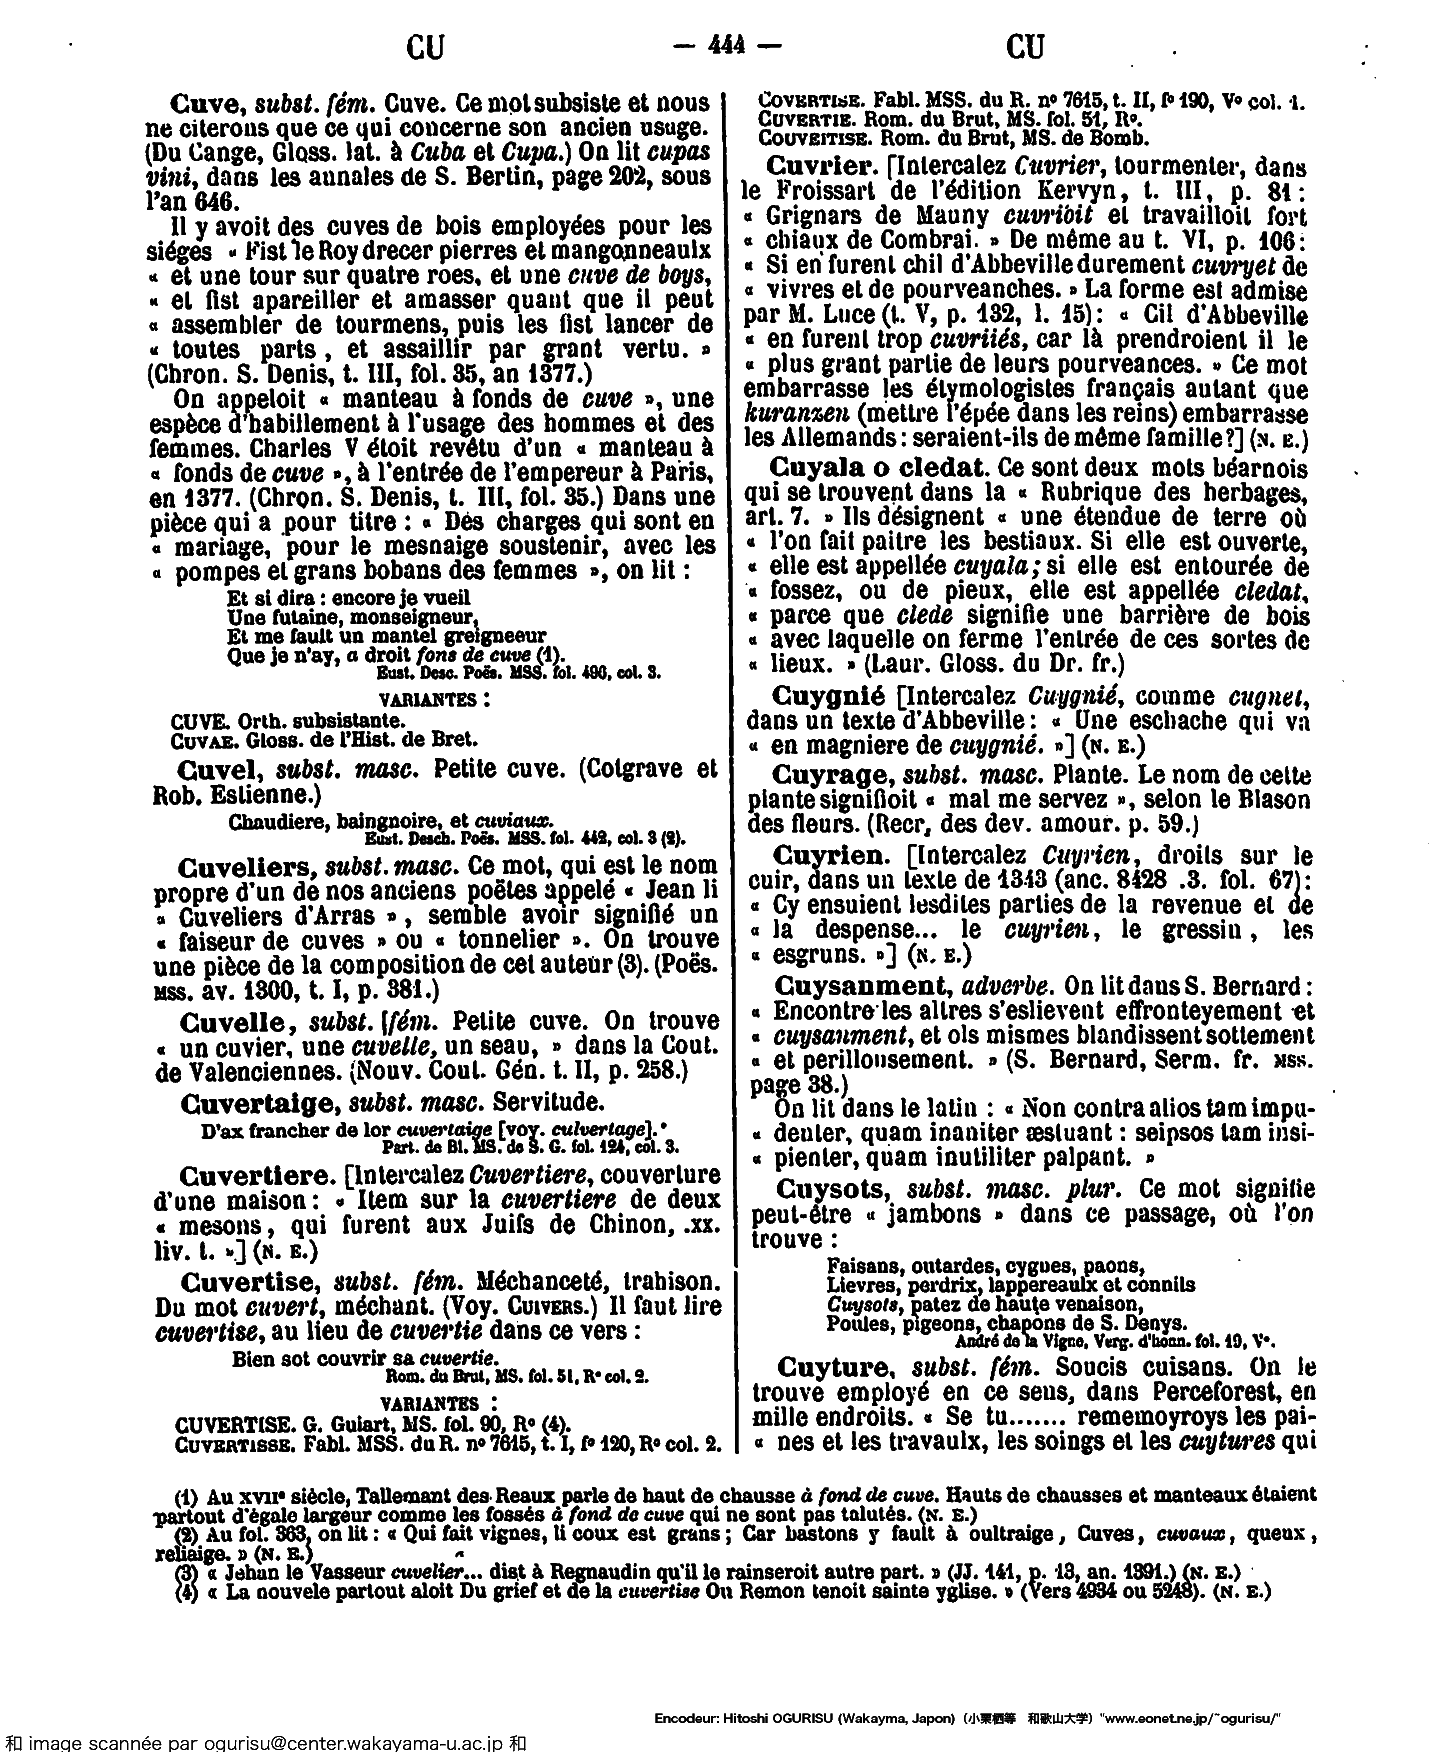 CU — 444 — CU
Cuve, subst. fém. Cuve. Ce mot subsiste et nous
ne citerons que ce qui concerne son ancien usuge.
(Du Cange, Gloss. lat. à Cuba et Cupa.) On lit cupas
vini, dans les annales de S. Bertin, page 202, sous
l'an 646.
Il y avoit des cuves de bois employées pour les
siéges « Fist le Roy drecer pierres et mangonneaulx
« et une tour sur quatre roes, et une cuve de boys,
« et fist apareiller et amasser quant que il peut
« assembler de tourmens, puis les fist lancer de
« toutes parts, et assaillir par grant vertu. »
(Chron. S. Denis, t. III, fol. 35, an 1377.)
On appeloit « manteau à fonds de cuve », une
espèce d'habillement à l'usage des hommes et des
femmes. Charles V étoit revêtu d'un « manteau à
« fonds de cuve », à l'entrée de l'empereur à Paris,
en 1377. (Chron. S. Denis, t. III, fol. 35.) Dans une
pièce qui a pour titre : « Des charges qui sont en
« mariage, pour le mesnaige soustenir, avec les
« pompes et grans bobans des femmes », on lit :
Et si dira : encore je vueil
Une futaine, monseigneur,
Et me fault un mantel greigneeur
Que je n'ay, a droit fons de cuve (1).
Eust. Desc. Poës. MSS. fol. 496, col. 3.
VARIANTES :
CUVE. Orth. subsistante.
CUVAE. Gloss. de l'Hist. de Bret.
Cuvel, subst. masc. Petite cuve. (Cotgrave et
Rob. Estienne.)
Chaudiere, baingnoire, et cuviaux.
Eust. Desch. Poës. MSS. fol. 442, col. 3 (2).
Cuveliers, subst. masc. Ce mot, qui est le nom
propre d'un de nos anciens poëtes appelé « Jean li
« Cuveliers d'Arras », semble avoir signifié un
« faiseur de cuves » ou « tonnelier ». On trouve
une pièce de la composition de cet auteur (3). (Poës.
MSS. av. 1300, t. I, p. 381.)
Cuvelle, subst. [fém. Petite cuve. On trouve
« un cuvier, une cuvelle, un seau, » dans la Cout.
de Valenciennes. (Nouv. Cout. Gén. t. II, p. 258.)
Cuvertaige, subst. masc. Servitude.
D'ax francher de lor cuvertaige [voy. culvertage].
Part. de Bl. MS. de S. G. fol. 124, col. 3.
Cuvertiere. [Intercalez Cuvertiere, couverture
d'une maison : « Item sur la cuvertiere de deux
« mesons, qui furent aux Juifs de Chinon, .xx.
liv. t. »] (N. E.)
Cuvertise, subst. fém. Méchanceté, trahison.
Du mot cuvert, méchant. (Voy. CUIVERS.) Il faut lire
cuvertise, au lieu de cuvertie dans ce vers :
Bien sot couvrir sa cuvertie.
Rom. du Brut, MS. fol. 51, R° col. 2.
VARIANTES :
CUVERTISE. G. Guiart, MS. fol. 90, R° (4).
CUVERTISSE. Fabl. MSS. du R. n° 7615, t. I, f° 120, R° col. 2.
COVERTISE. Fabl. MSS. du R. n° 7615, t. II, f° 190, V° col. 1.
CUVERTIE. Rom. du Brut, MS. fol. 51, R°.
COUVEITISE. Rom. du Brut, MS. de Bomb.
Cuvrier. [Intercalez Cuvrier, tourmenter, dans
le Froissart de l'édition Kervyn, t. III, p. 81 :
« Grignars de Mauny cuvrioit et travailloit fort
« chiaux de Combrai. » De même au t. VI, p. 106 :
« Si en furent chil d'Abbeville durement cuvryet de
« vivres et de pourveanches. » La forme est admise
par M. Luce (t. V, p. 132, l. 15) : « Cil d'Abbeville
« en furent trop cuvriiés, car là prendroient il le
« plus grant partie de leurs pourveances. » Ce mot
embarrasse les étymologistes français autant que
kuranzen (mettre l'épée dans les reins) embarrasse
les Allemands : seraient-ils de même famille?] (N. E.)
Cuyala o cledat. Ce sont deux mots béarnois
qui se trouvent dans la « Rubrique des herbages,
art. 7. » Ils désignent « une étendue de terre où
« l'on fait paitre les bestiaux. Si elle est ouverte,
« elle est appellée cuyala ; si elle est entourée de
« fossez, ou de pieux, elle est appellée cledat,
« parce que clede signifie une barrière de bois
« avec laquelle on ferme l'entrée de ces sortes de
« lieux. » (Laur. Gloss. du Dr. fr.)
Cuygnié [Intercalez Cuygnié, comme cugnet,
dans un texte d'Abbeville : « Une eschache qui va
« en magniere de cuygnié. »] (N. E.)
Cuyrage, subst. masc. Plante. Le nom de cette
plante signifioit « mal me servez », selon le Blason
des fleurs. (Recr. des dev. amour. p. 59.)
Cuyrien. [Intercalez Cuyrien, droits sur le
cuir, dans un texte de 1313 (anc. 8428 .3. fol. 67) :
« Cy ensuient lesdites parties de la revenue et de
« la despense... le cuyrien, le gressin, les
« esgruns. »] (N. E.)
Cuysanment, adverbe. On lit dans S. Bernard :
« Encontre les altres s'eslievent effronteyement et
« cuysanment, et ols mismes blandissent sottement
« et perillousement. » (S. Bernard, Serm. fr. MSS.
page 38.)
On lit dans le latin : « Non contra alios tam impu-
« denter, quam inaniter æstuant : seipsos tam insi-
« pienter, quam inutiliter palpant. »
Cuysots, subst. masc. plur. Ce mot signifie
peut-être « jambons » dans ce passage, où l'on
trouve :
Faisans, outardes, cygues, paons,
Lievres, perdrix, lappereaulx et connils
Cuysots, patez de haute venaison,
Poules, pigeons, chapons de S. Denys.
André de la Vigne, Verg. d'honn. fol. 19, V°.
Cuyture, subst. fém. Soucis cuisans. On le
trouve employé en ce sens, dans Perceforest, en
mille endroits. « Se tu....... rememoyroys les pai-
« nes et les travaulx, les soings et les cuytures qui
(1) Au XVIIe siècle, Tallemant des Reaux parle de haut de chausse à fond de cuve. Hauts de chausses et manteaux étaient
partout d'égale largeur comme les fossés à fond de cuve qui ne sont pas talutés. (N. E.)
(2) Au fol. 363, on lit : « Qui fait vignes, li coux est grans ; Car bastons y fault à oultraige, Cuves, cuvaux, queux,
reliaige. » (N. E.)
(3) « Jehan le Vasseur cuvelier... dist à Regnaudin qu'il le rainseroit autre part. » (JJ. 141, p. 13, an. 1391.) (N. E.)
(4) « La nouvele partout aloit Du grief et de la cuvertise Ou Remon tenoit sainte yglise. » (Vers 4934 ou 5248). (N. E.)
Encodeur: Hitoshi OGURISU (Wakayma, Japon) (小栗栖等 和歌山大学) "www.eonet.ne.jp/~ogurisu/"
和 image scannée par ogurisu@center.wakayama-u.ac.jp 和